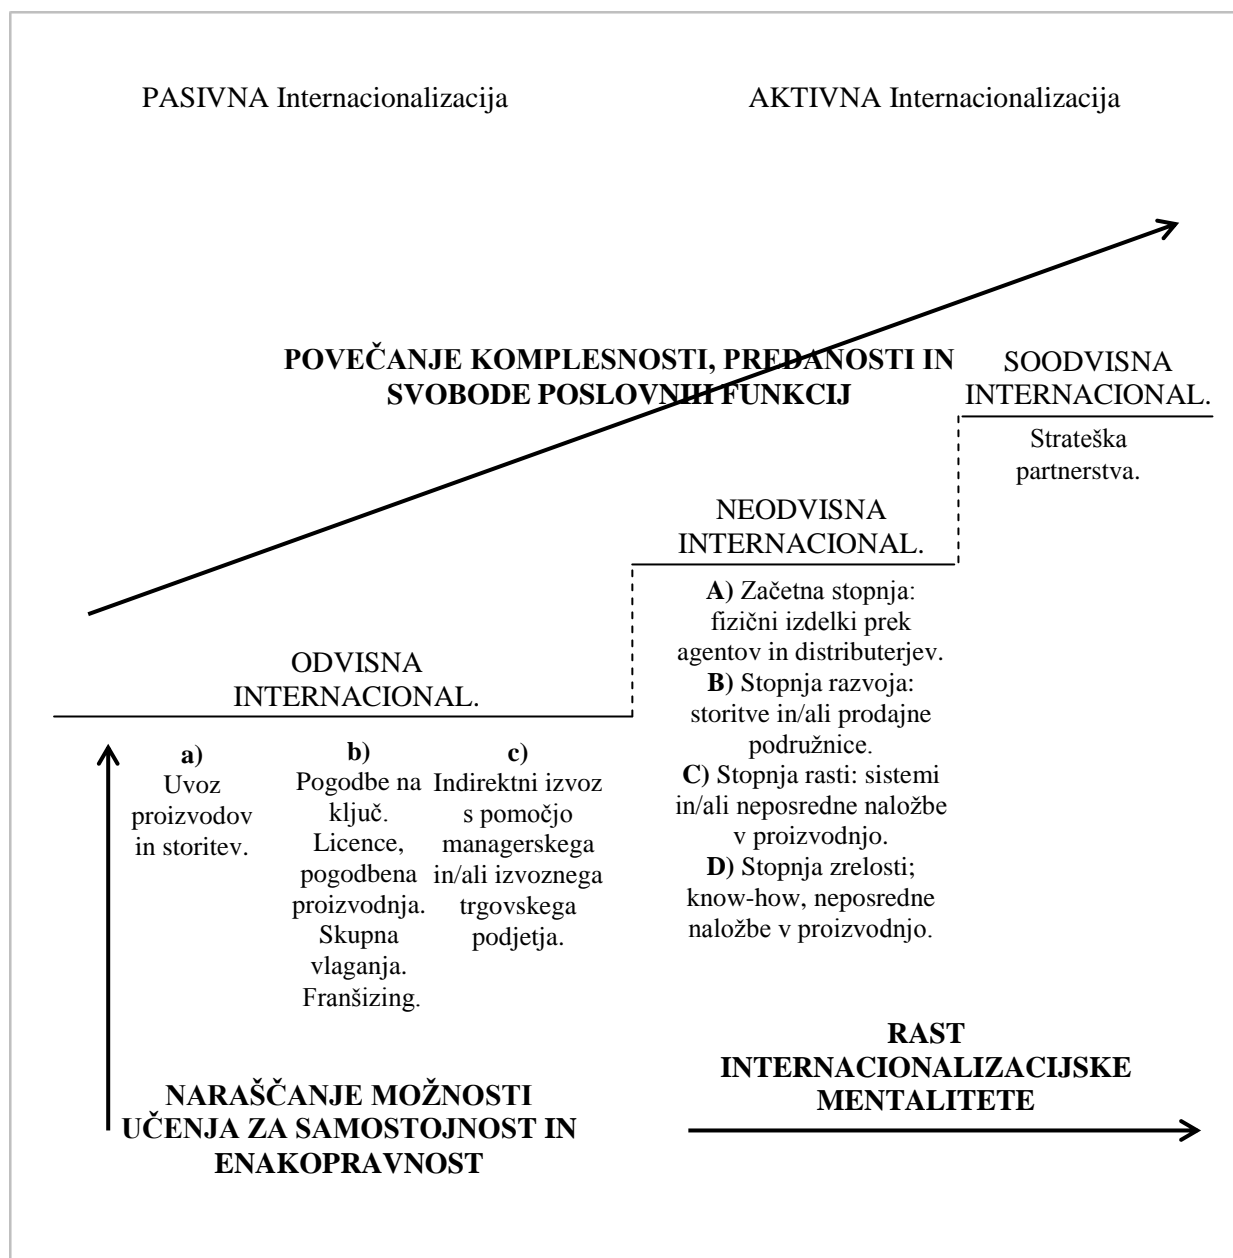 PASIVNA Internacionalizacija
AKTIVNA Internacionalizacija
POVEČANJE KOMPLESNOSTI, PREDANOSTI IN
SVOBODE POSLOVNIH FUNKCIJ
SOODVISNA
INTERNACIONAL.
Strateška
partnerstva.
NEODVISNA
INTERNACIONAL.
A) Začetna stopnja:
fizični izdelki prek
agentov in distributerjev.
B) Stopnja razvoja:
storitve in/ali prodajne
podružnice.
C) Stopnja rasti: sistemi
in/ali neposredne naložbe
v proizvodnjo.
D) Stopnja zrelosti;
know-how, neposredne
naložbe v proizvodnjo.
ODVISNA
INTERNACIONAL.
a)
Uvoz
proizvodov
in storitev.
b)
Pogodbe na
ključ.
Licence,
pogodbena
proizvodnja.
Skupna
vlaganja.
Franšizing.
c)
Indirektni izvoz
s pomočjo
managerskega
in/ali izvoznega
trgovskega
podjetja.
NARAŠČANJE MOŽNOSTI
UČENJA ZA SAMOSTOJNOST IN
ENAKOPRAVNOST
RAST
INTERNACIONALIZACIJSKE
MENTALITETE